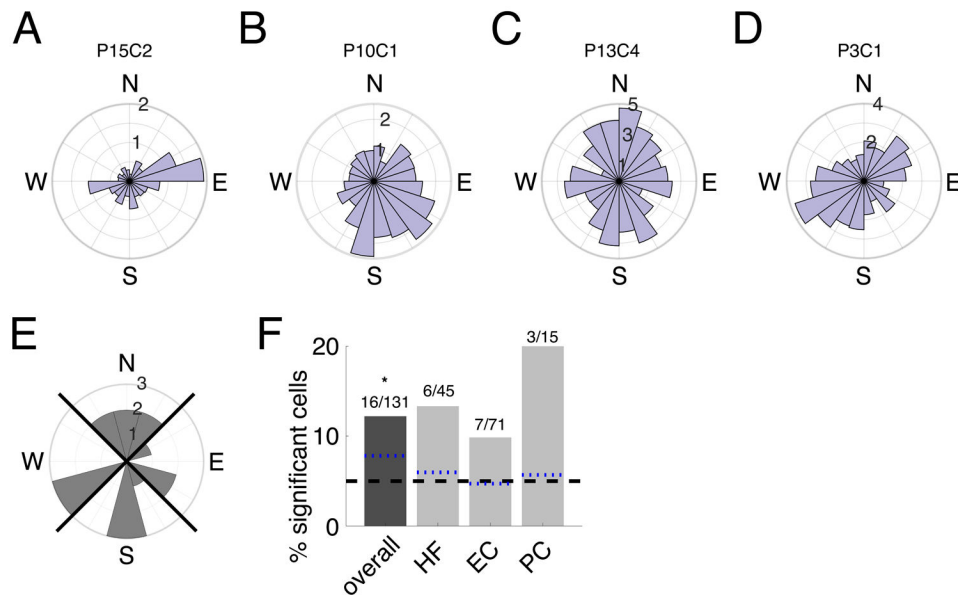 A
P15C2
N
2
1
W
E
S
B
P10C1
N
2
1
W
E
S
C
P13C4
N
5
3
1
W
E
S
D
P3C1
N
4
2
W
E
S
E
N
3
2
1
W
E
S
F
% significant cells
20
10
0
*
16/131
6/45
7/71
3/15
overall
HF
EC
PC